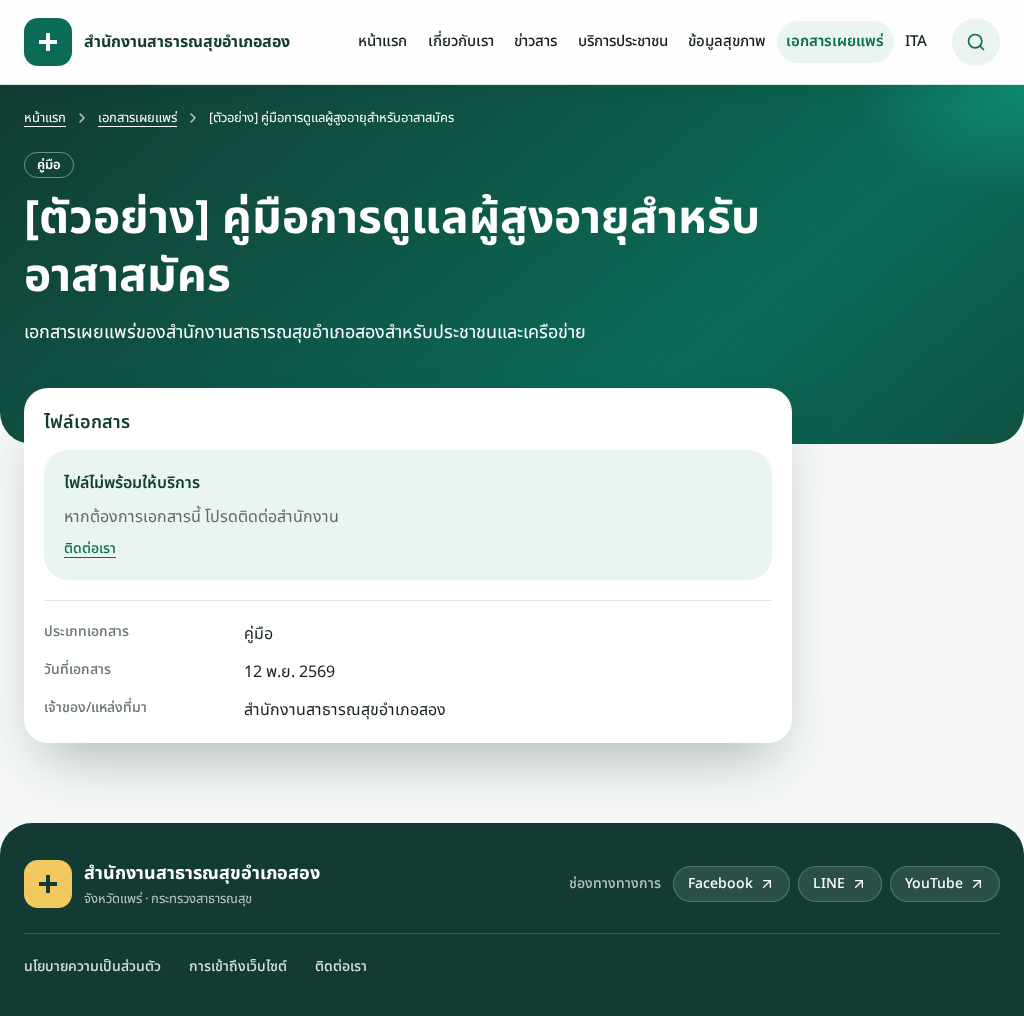 สำนักงานสาธารณสุขอำเภอสอง
หน้าแรก เกี่ยวกับเรา ข่าวสาร บริการประชาชน ข้อมูลสุขภาพ เอกสารเผยแพร่ ITA
หน้าแรก > เอกสารเผยแพร่ > [ตัวอย่าง] คู่มือการดูแลผู้สูงอายุสำหรับอาสาสมัคร
คู่มือ
[ตัวอย่าง] คู่มือการดูแลผู้สูงอายุสำหรับ
อาสาสมัคร
เอกสารเผยแพร่ของสำนักงานสาธารณสุขอำเภอสองสำหรับประชาชนและเครือข่าย
ไฟล์เอกสาร
ไฟล์ไม่พร้อมให้บริการ
หากต้องการเอกสารนี้ โปรดติดต่อสำนักงาน
ติดต่อเรา
ประเภทเอกสาร คู่มือ
วันที่เอกสาร 12 พ.ย. 2569
เจ้าของ/แหล่งที่มา สำนักงานสาธารณสุขอำเภอสอง
สำนักงานสาธารณสุขอำเภอสอง
จังหวัดแพร่ · กระทรวงสาธารณสุข
ช่องทางทางการ Facebook LINE YouTube
นโยบายความเป็นส่วนตัว การเข้าถึงเว็บไซต์ ติดต่อเรา